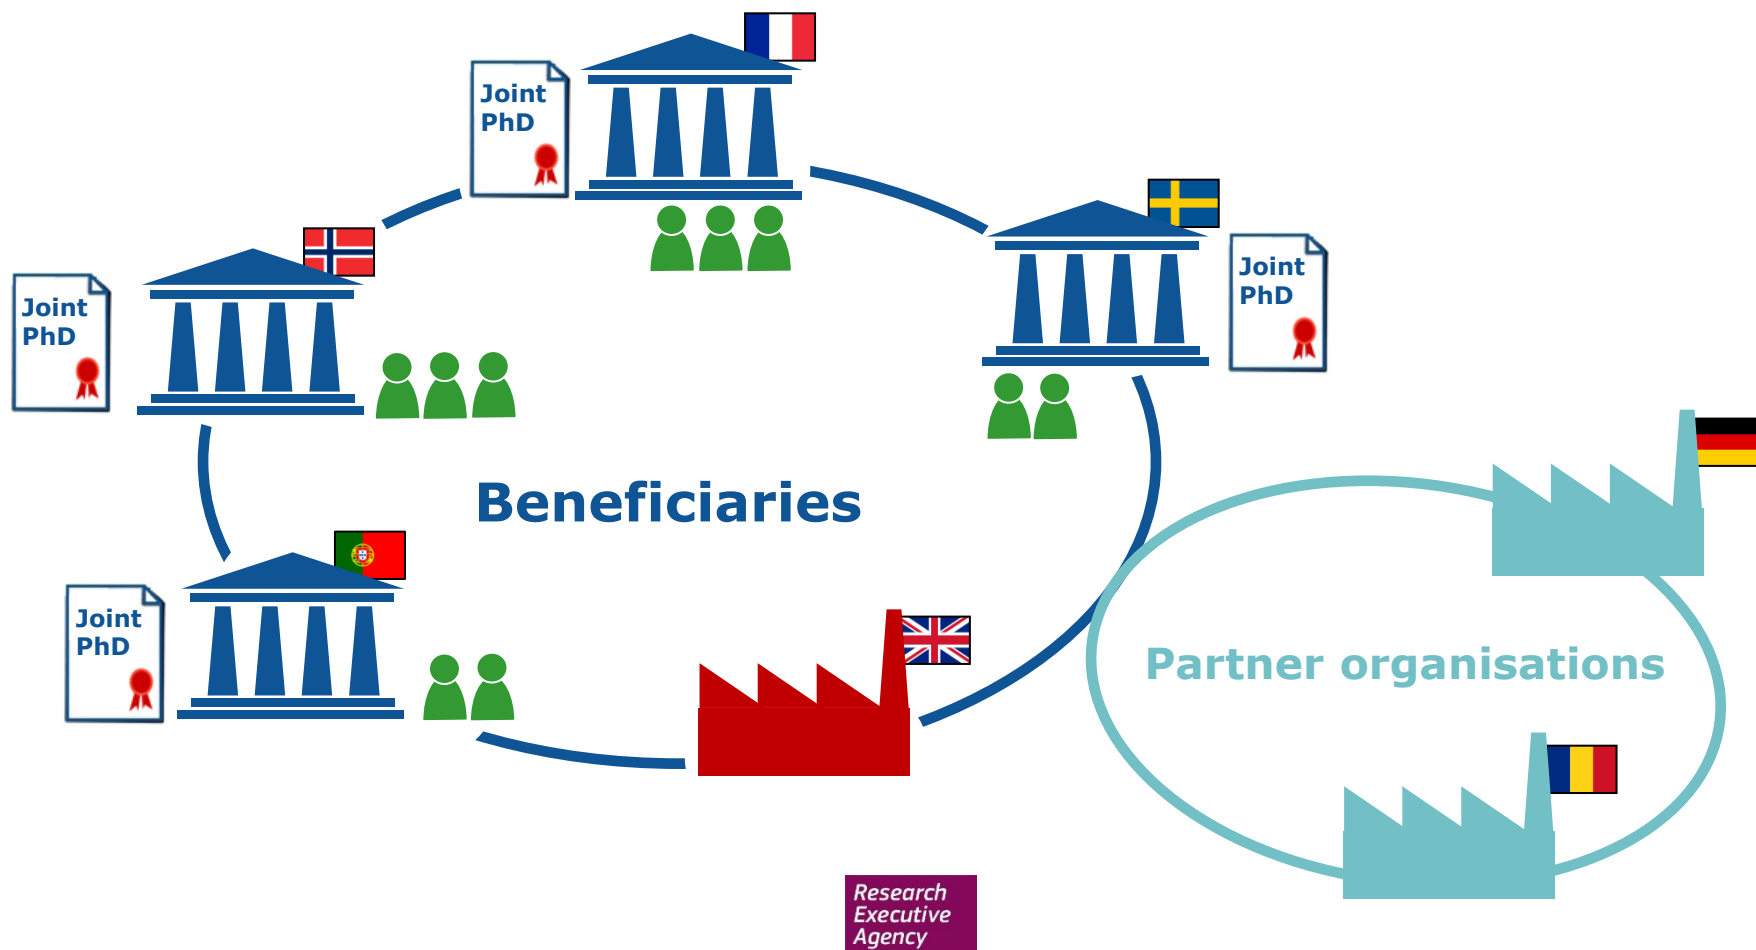 Joint
PhD
Joint
PhD
Joint
PhD
Beneficiaries
Joint
PhD
Partner organisations
Research
Executive
Agency